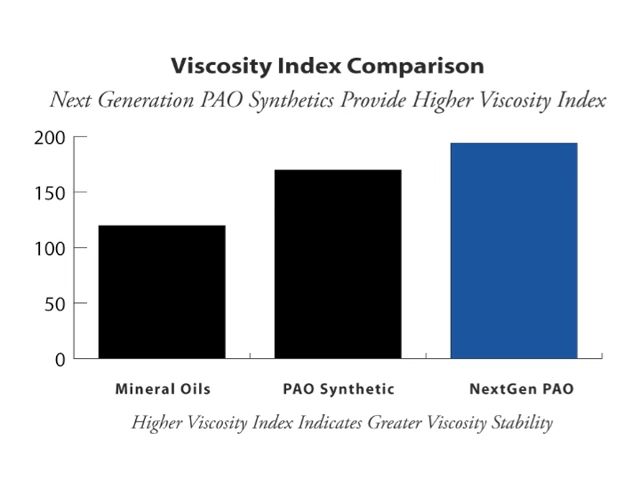 Viscosity Index Comparison
Next Generation PAO Synthetics Provide Higher Viscosity Index
200
150
100
50
0
Mineral Oils PAO Synthetic NextGen PAO
Higher Viscosity Index Indicates Greater Viscosity Stability